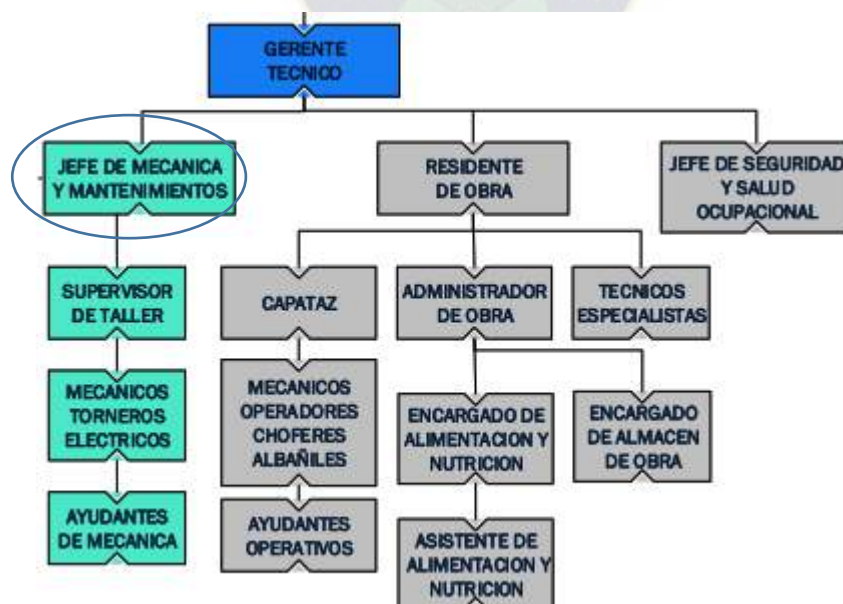 GERENTE
TECNICO
JEFE DE MECANICA
Y MANTENIMIENTOS
RESIDENTE
DE OBRA
JEFE DE SEGURIDAD
Y SALUD
OCUPACIONAL
SUPERVISOR
DE TALLER
CAPATAZ
ADMINISTRADOR
DE OBRA
TECNICOS
ESPECIALISTAS
MECANICOS
TORNEROS
ELECTRICOS
MECANICOS
OPERADORES
CHOFERES
ALBAÑILES
ENCARGADO DE
ALIMENTACION Y
NUTRICION
ENCARGADO
DE ALMACEN
DE OBRA
AYUDANTES
DE MECANICA
AYUDANTES
OPERATIVOS
ASISTENTE DE
ALIMENTACION Y
NUTRICION